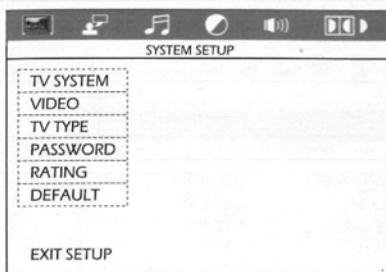 SYSTEM SETUP
TV SYSTEM
VIDEO
TV TYPE
PASSWORD
RATING
DEFAULT
EXIT SETUP